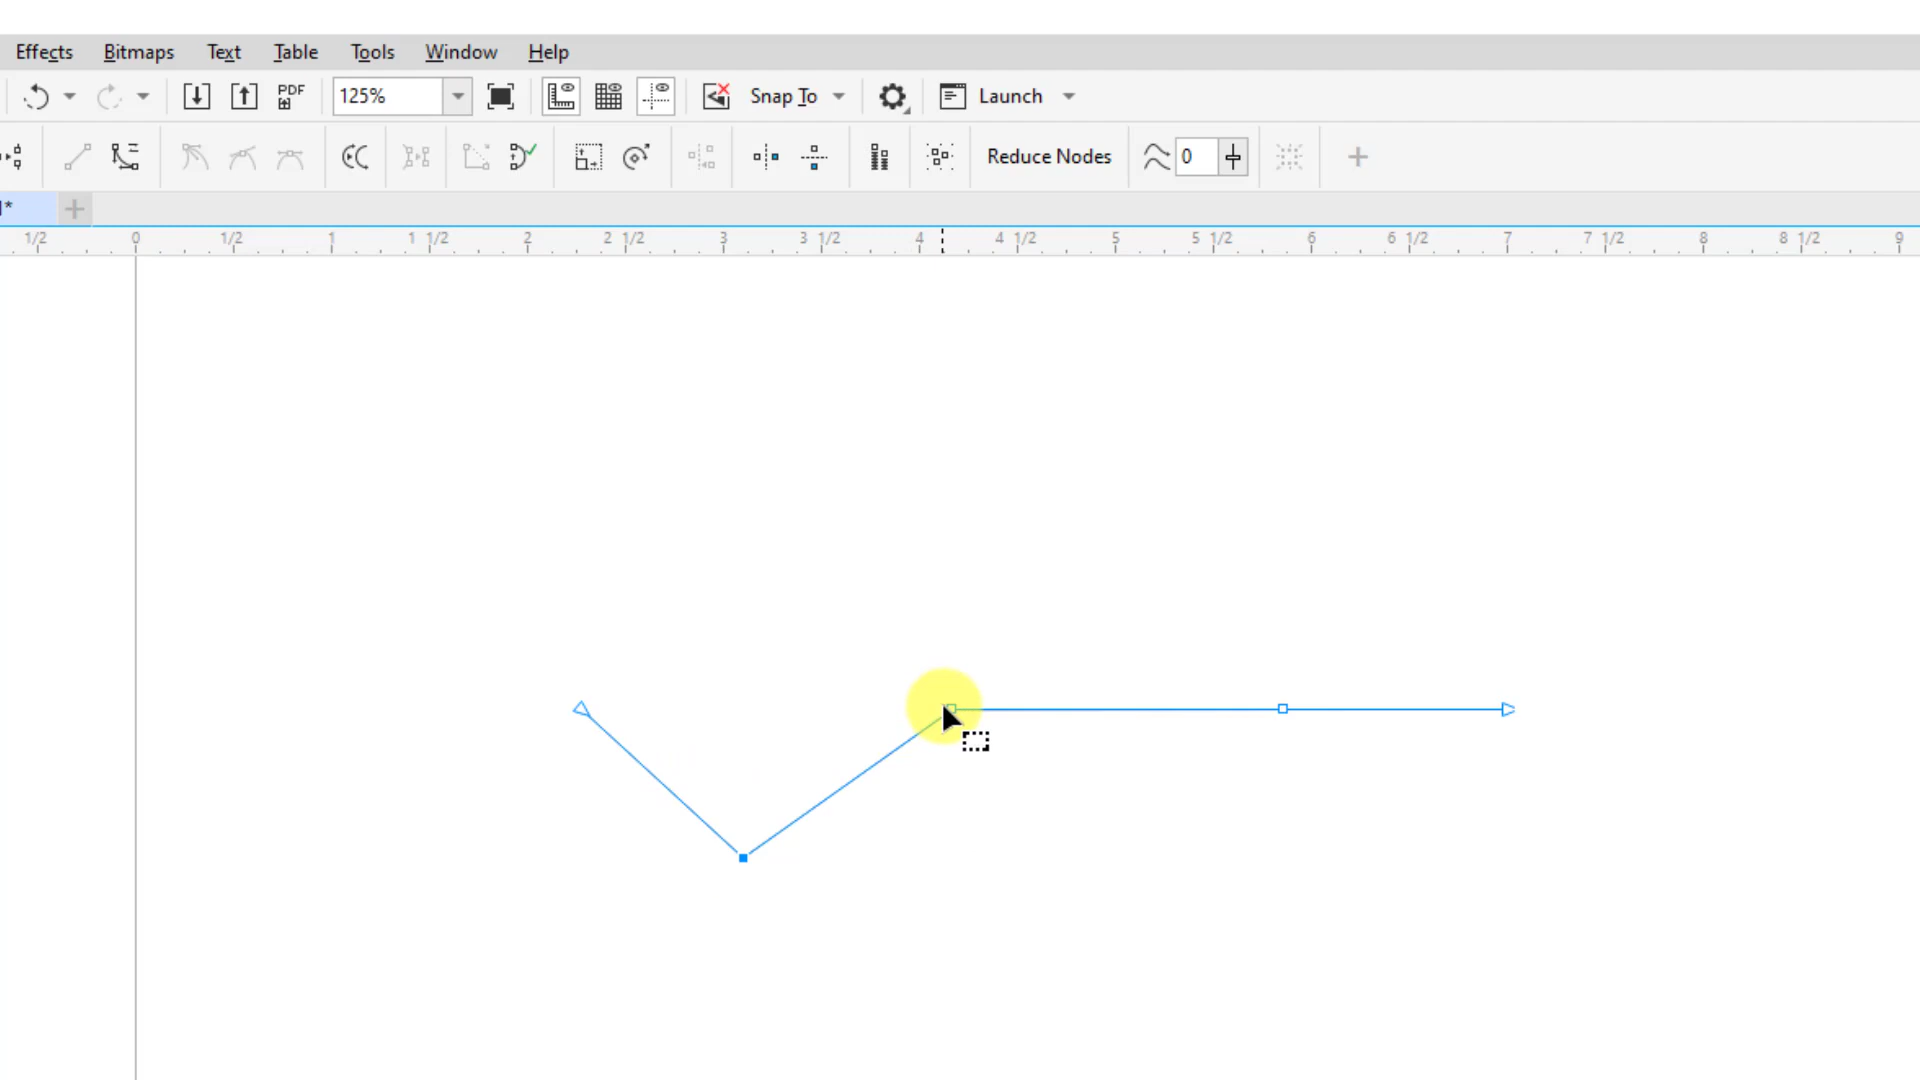 Effects Bitmaps Text Table Tools Window Help
PDF 125% Snap To Launch
Reduce Nodes 0
*
1/2 0 1/2 1 1 1/2 2 2 1/2 3 3 1/2 4 4 1/2 5 5 1/2 6 6 1/2 7 7 1/2 8 8 1/2 9